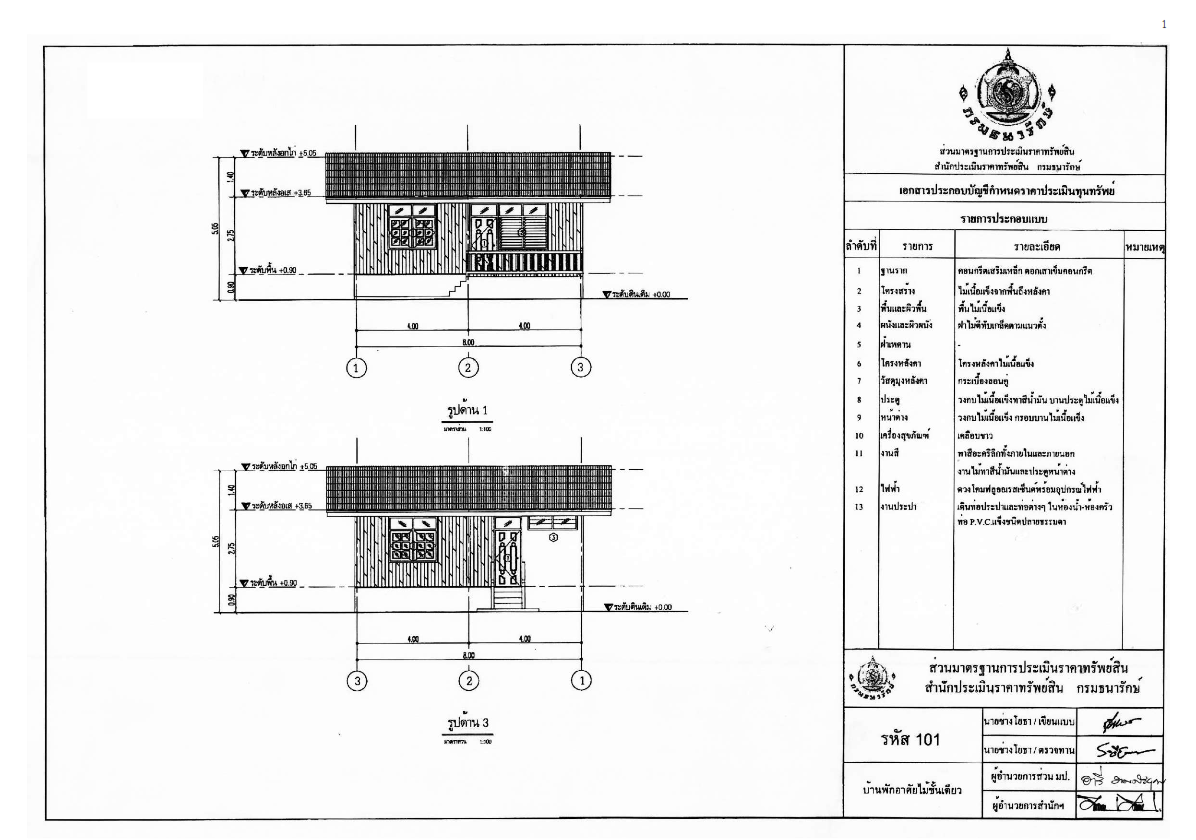 1
ระดับหลังอกไก่ +5.05
1.40
ระดับหลังอเส +3.65
5.05
2.75
ระดับพื้น +0.90
0.90
ระดับดินเดิม +0.00
4.00 4.00
8.00
1 2 3
รูปด้าน 1
มาตราส่วน 1:100
ระดับหลังอกไก่ +5.05
1.40
ระดับหลังอเส +3.65
5.05
2.75
3
ระดับพื้น +0.90
0.90
ระดับดินเดิม +0.00
4.00 4.00
8.00
3 2 1
รูปด้าน 3
มาตราส่วน 1:100
กรมธนารักษ์
ส่วนมาตรฐานการประเมินราคาทรัพย์สิน
สำนักประเมินราคาทรัพย์สิน กรมธนารักษ์
เอกสารประกอบบัญชีกำหนดราคาประเมินทุนทรัพย์
รายการประกอบแบบ
ลำดับที่ รายการ รายละเอียด หมายเหตุ
1 ฐานราก คอนกรีตเสริมเหล็ก ตอกเสาเข็มคอนกรีต
2 โครงสร้าง ไม้เนื้อแข็งจากพื้นถึงหลังคา
3 พื้นและผิวพื้น พื้นไม้เนื้อแข็ง
4 ผนังและผิวผนัง ฝาไม้ตีทับเกล็ดตามแนวตั้ง
5 ฝ้าเพดาน -
6 โครงหลังคา โครงหลังคาไม้เนื้อแข็ง
7 วัสดุมุงหลังคา กระเบื้องลอนคู่
8 ประตู วงกบไม้เนื้อแข็งทาสีน้ำมัน บานประตูไม้เนื้อแข็ง
9 หน้าต่าง วงกบไม้เนื้อแข็ง กรอบบานไม้เนื้อแข็ง
10 เครื่องสุขภัณฑ์ เคลือบขาว
11 งานสี ทาสีอะคริลิกทั้งภายในและภายนอก
งานไม้ทาสีน้ำมันและประตูหน้าต่าง
12 ไฟฟ้า ดวงโคมฟลูออเรสเซ็นต์พร้อมอุปกรณ์ไฟฟ้า
13 งานประปา เดินท่อประปาและท่อต่างๆ ในห้องน้ำ-ห้องครัว
ท่อ P.V.C.แข็งชนิดปลายธรรมดา
ส่วนมาตรฐานการประเมินราคาทรัพย์สิน
สำนักประเมินราคาทรัพย์สิน กรมธนารักษ์
รหัส 101
นายช่างโยธา / เขียนแบบ
นายช่างโยธา / ตรวจทาน
บ้านพักอาศัยไม้ชั้นเดียว
ผู้อำนวยการส่วน มป.
ผู้อำนวยการสำนักฯ